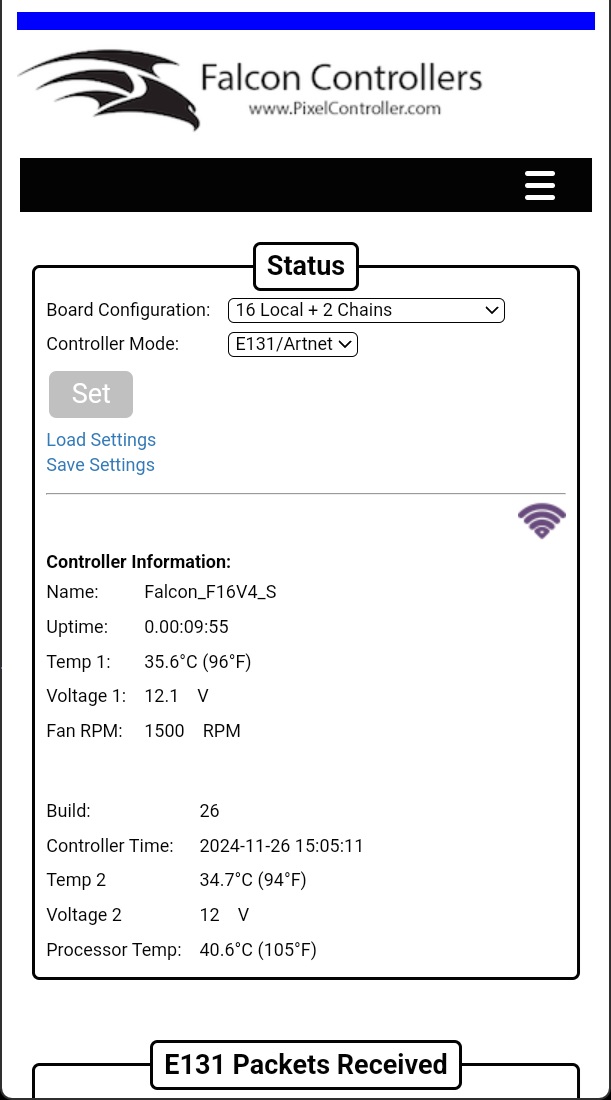 Falcon Controllers
www.PixelController.com
Status
Board Configuration: 16 Local + 2 Chains
Controller Mode: E131/Artnet
Set
Load Settings
Save Settings
Controller Information:
Name: Falcon_F16V4_S
Uptime: 0.00:09:55
Temp 1: 35.6°C (96°F)
Voltage 1: 12.1 V
Fan RPM: 1500 RPM
Build: 26
Controller Time: 2024-11-26 15:05:11
Temp 2 34.7°C (94°F)
Voltage 2 12 V
Processor Temp: 40.6°C (105°F)
E131 Packets Received